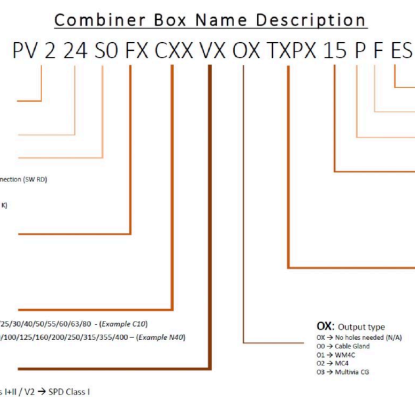 Combiner Box Name Description
PV 2 24 S0 FX CXX VX OX TXPX 15 P F ES
nection (SW RD)
K)
/25/30/40/50/55/60/63/80 - (Example C10)
0/100/125/160/200/250/315/355/400 – (Example N40)
s I+II / V2 → SPD Class I
OX: Output type
OX → No holes needed (N/A)
O0 → Cable Gland
O1 → WM4C
O2 → MC4
O3 → Multivia CG